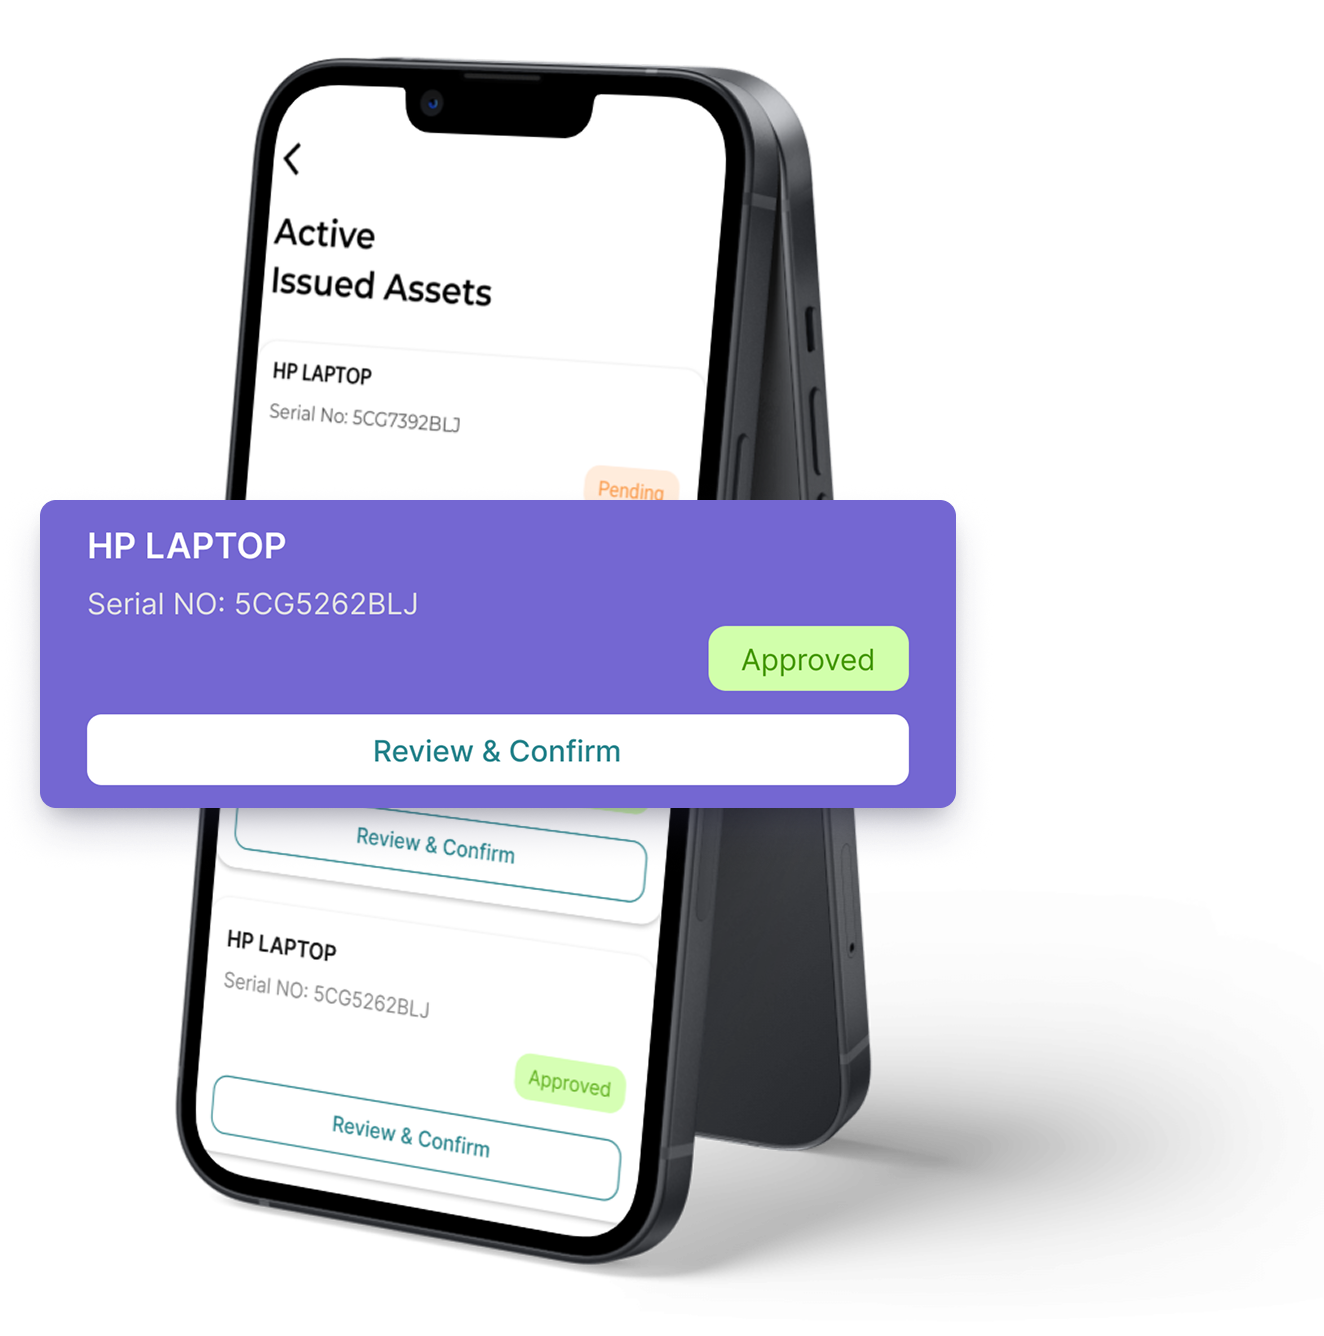 Active
Issued Assets
HP LAPTOP
Serial No: 5CG7392BLJ
Pending
HP LAPTOP
Serial NO: 5CG5262BLJ
Approved
Review & Confirm
Review & Confirm
HP LAPTOP
Serial NO: 5CG5262BLJ
Approved
Review & Confirm